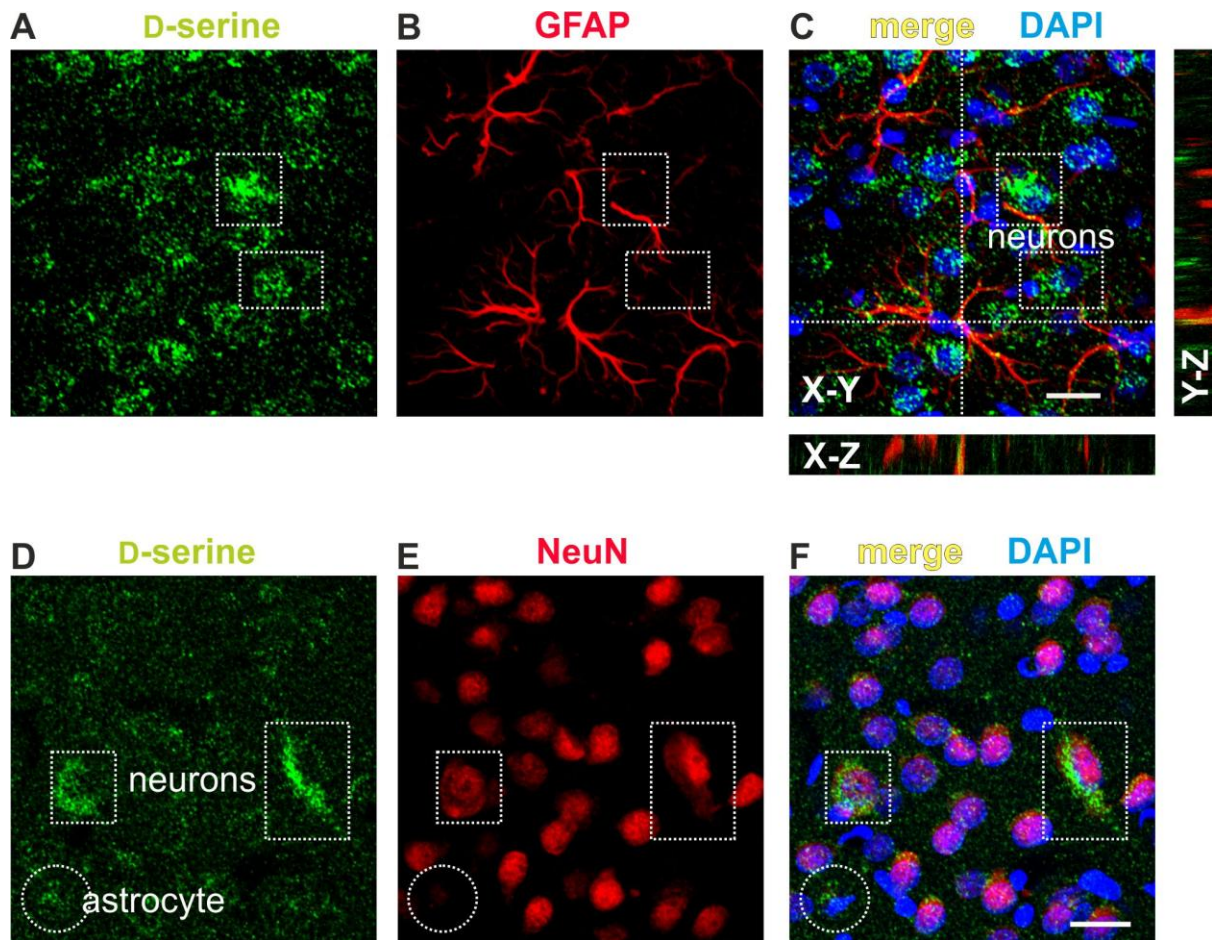 A D-serine B GFAP C merge DAPI
neurons
X-Y
Y-Z
X-Z
D D-serine E NeuN F merge DAPI
neurons
astrocyte